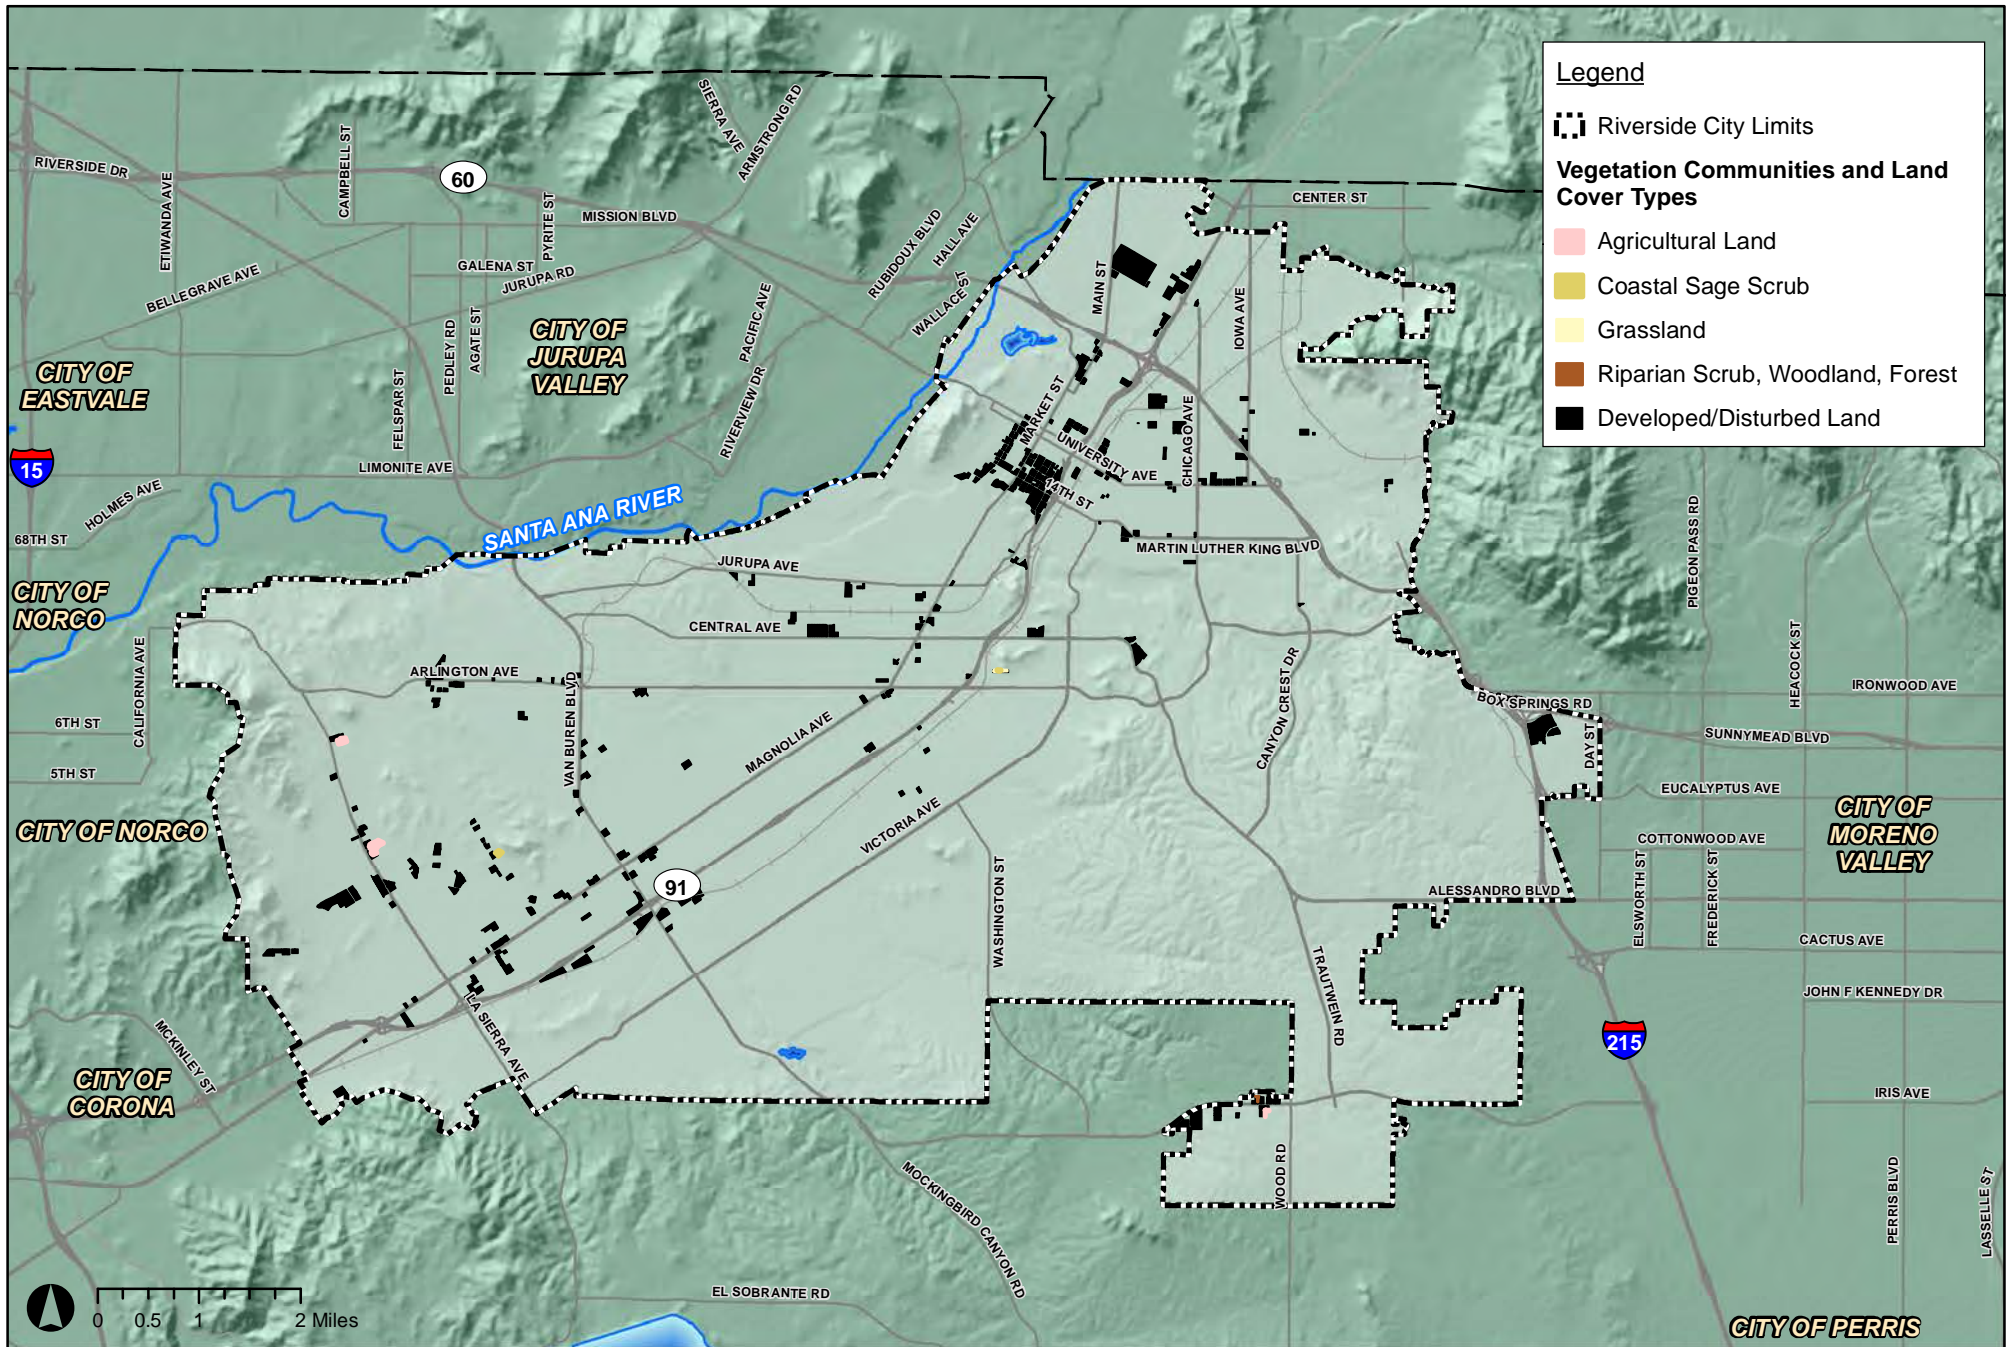 Legend
Riverside City Limits
Vegetation Communities and Land
Cover Types
Agricultural Land
Coastal Sage Scrub
Grassland
Riparian Scrub, Woodland, Forest
Developed/Disturbed Land
SIERRA AVE
ARMSTRONG RD
CAMPBELL ST
RIVERSIDE DR
60
ETIWANDA AVE
PYRITE ST
MISSION BLVD
CENTER ST
RUBIDOUX BLVD
HALL AVE
GALENA ST
JURUPA RD
BELLEGRAVE AVE
WALLACE ST
MAIN ST
IOWA AVE
PACIFIC AVE
PEDLEY RD
AGATE ST
CITY OF
JURUPA
VALLEY
CITY OF
EASTVALE
FELSPAR ST
RIVERVIEW DR
MARKET ST
UNIVERSITY AVE
CHICAGO AVE
15
LIMONITE AVE
HOLMES AVE
14TH ST
SANTA ANA RIVER
68TH ST
MARTIN LUTHER KING BLVD
PIGEON PASS RD
JURUPA AVE
CITY OF
NORCO
CENTRAL AVE
CALIFORNIA AVE
ARLINGTON AVE
CANYON CREST DR
HEACOCK ST
IRONWOOD AVE
BOX SPRINGS RD
6TH ST
VAN BUREN BLVD
MAGNOLIA AVE
DAY ST
SUNNYMEAD BLVD
5TH ST
EUCALYPTUS AVE
CITY OF NORCO
VICTORIA AVE
CITY OF
MORENO
VALLEY
COTTONWOOD AVE
91
WASHINGTON ST
ALESSANDRO BLVD
ELSWORTH ST
FREDERICK ST
CACTUS AVE
TRAUTWEIN RD
JOHN F KENNEDY DR
LA SIERRA AVE
MCKINLEY ST
215
CITY OF
CORONA
IRIS AVE
WOOD RD
MOCKINGBIRD CANYON RD
PERRIS BLVD
LASSELLE ST
EL SOBRANTE RD
0 0.5 1 2 Miles
CITY OF PERRIS